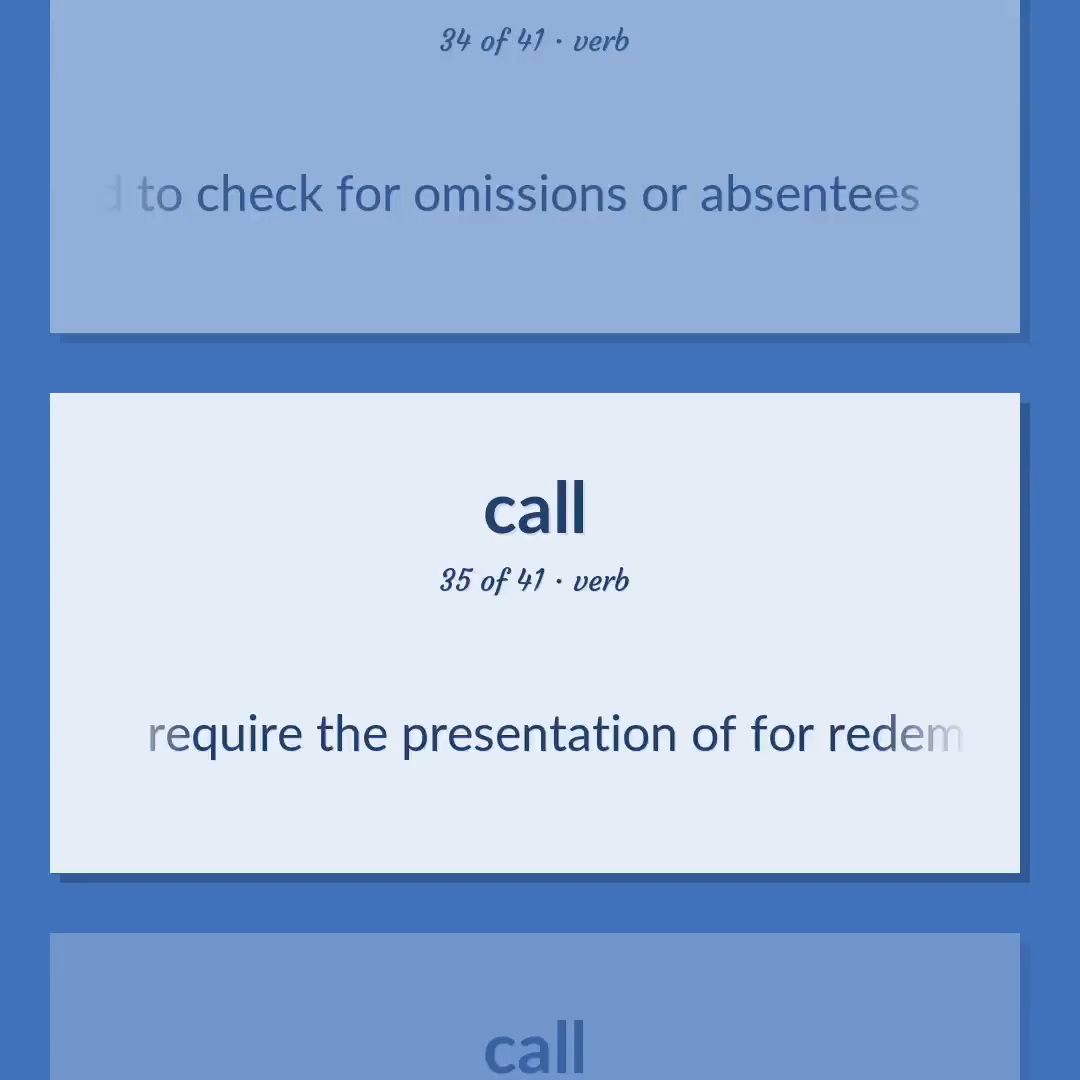 34 of 41 · verb
to check for omissions or absentees
call
35 of 41 · verb
require the presentation of for redem
call